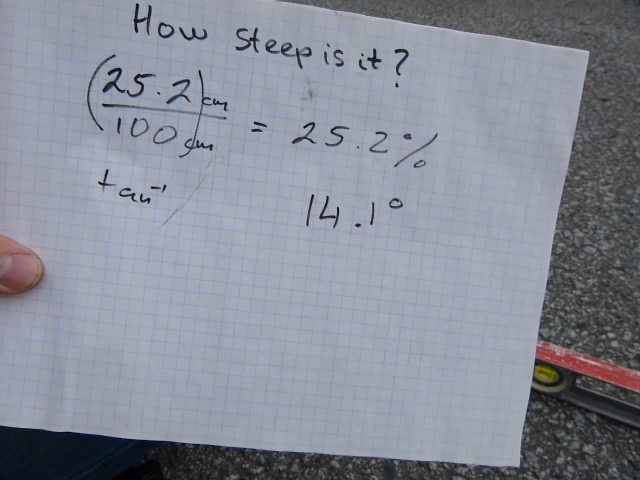 How steep is it?
(25.2) cm
100 cm = 25.2%
tan⁻¹ 14.1°